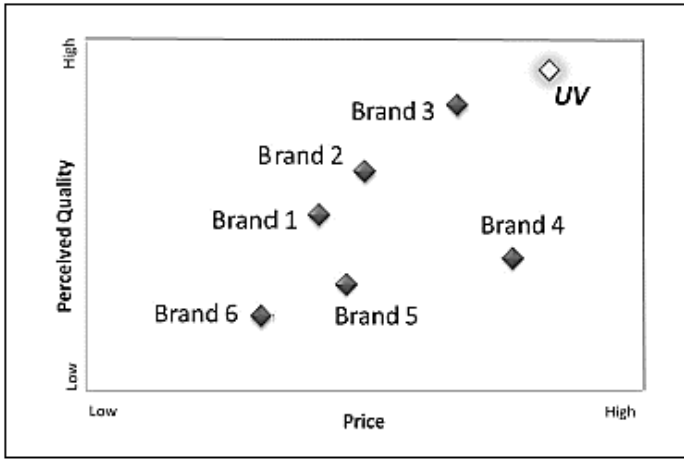 High
UV
Brand 3
Brand 2
Brand 1
Brand 4
Perceived Quality
Brand 6
Brand 5
Low
Low
High
Price